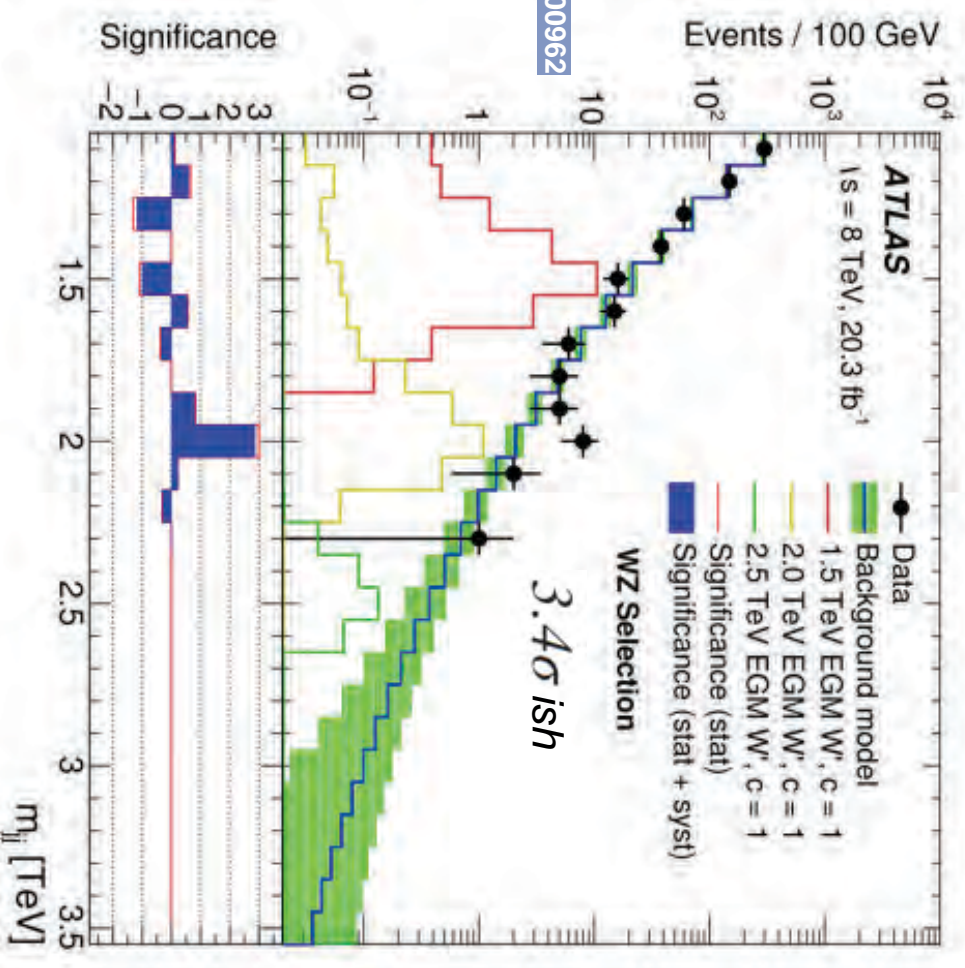 Events / 100 GeV
10⁴
10³
10²
10
1
10⁻¹
ATLAS
√s = 8 TeV, 20.3 fb⁻¹
Data
Background model
1.5 TeV EGM W', c = 1
2.0 TeV EGM W', c = 1
2.5 TeV EGM W', c = 1
Significance (stat)
Significance (stat + syst)
WZ Selection
3.4σ ish
00962
Significance
3
2
1
0
−1
−2
1.5
2
2.5
3
3.5
m_jj [TeV]